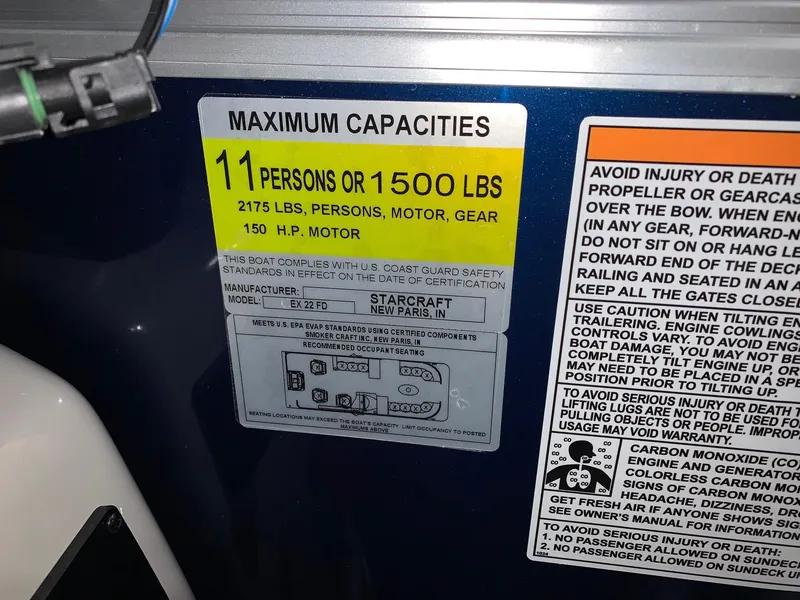 MAXIMUM CAPACITIES
11 PERSONS OR 1500 LBS
2175 LBS, PERSONS, MOTOR, GEAR
150 H.P. MOTOR
THIS BOAT COMPLIES WITH U.S. COAST GUARD SAFETY
STANDARDS IN EFFECT ON THE DATE OF CERTIFICATION
MANUFACTURER:
STARCRAFT
MODEL: EX 22 FD
NEW PARIS, IN
MEETS U.S. EPA EVAP STANDARDS USING CERTIFIED COMPONENTS
SMOKER CRAFT INC. NEW PARIS, IN
RECOMMENDED OCCUPANT SEATING
SEATING LOCATIONS MAY EXCEED THE BOAT'S CAPACITY LIMIT OCCUPANCY TO POSTED
MAXIMUMS ABOVE
AVOID INJURY OR DEATH
PROPELLER OR GEARCAS
OVER THE BOW. WHEN EN
(IN ANY GEAR, FORWARD-N
DO NOT SIT ON OR HANG LE
FORWARD END OF THE DEC
RAILING AND SEATED IN AN A
KEEP ALL THE GATES CLOSE
USE CAUTION WHEN TILTING EN
TRAILERING. ENGINE COWLINGS
CONTROLS VARY. TO AVOID ENG
BOAT DAMAGE, YOU MAY NOT BE
COMPLETELY TILT ENGINE UP, OR
MAY NEED TO BE PLACED IN A SPE
POSITION PRIOR TO TILTING UP.
TO AVOID SERIOUS INJURY OR DEATH T
LIFTING LUGS ARE NOT TO BE USED FO
PULLING OBJECTS OR PEOPLE. IMPROP
USAGE MAY VOID WARRANTY.
CARBON MONOXIDE (CO
ENGINE AND GENERATOR
COLORLESS CARBON MO
SIGNS OF CARBON MONOX
HEADACHE, DIZZINESS, DRO
GET FRESH AIR IF ANYONE SHOWS SIG
SEE OWNER'S MANUAL FOR INFORMATION
TO AVOID SERIOUS INJURY OR DEATH:
1. NO PASSENGER ALLOWED ON SUNDECK
2. NO PASSENGER ALLOWED ON SUNDECK U